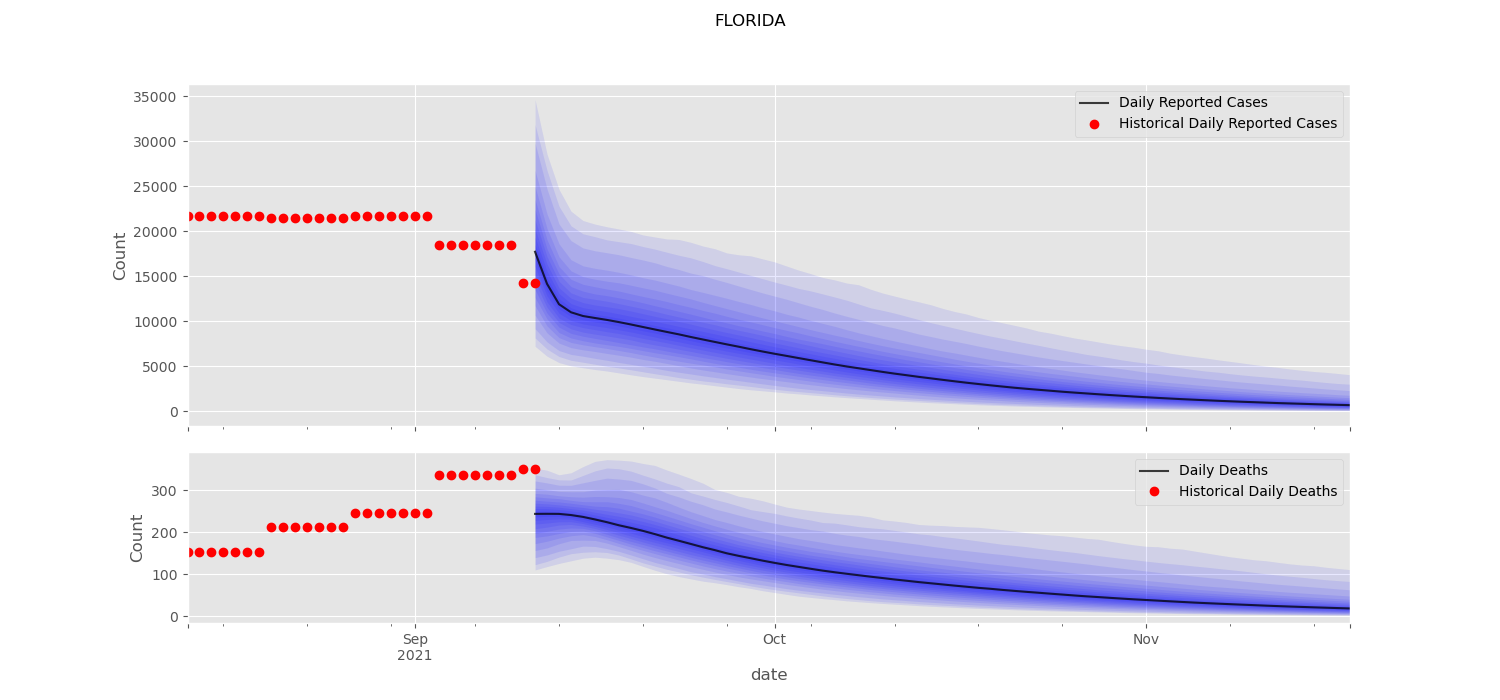 FLORIDA
35000
30000
25000
20000
15000
10000
5000
0
Count
Daily Reported Cases
Historical Daily Reported Cases
300
200
100
0
Count
Daily Deaths
Historical Daily Deaths
Sep
2021
Oct
Nov
date